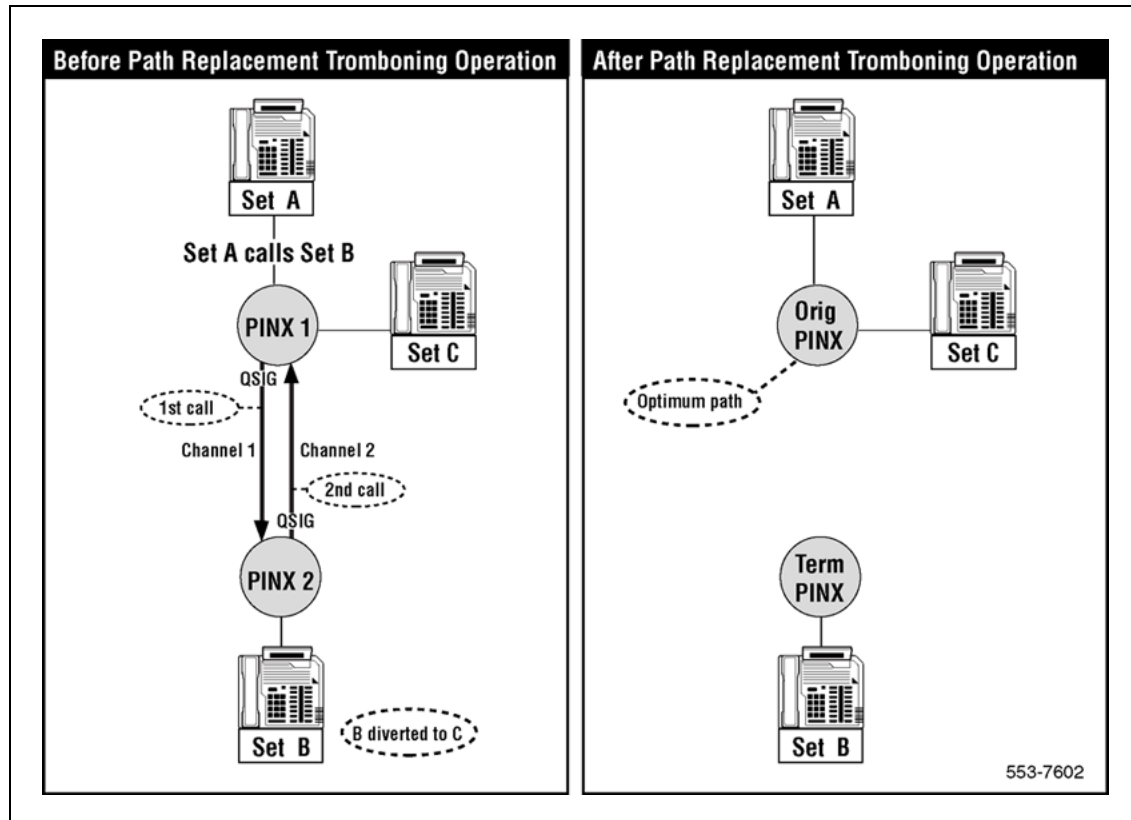 Before Path Replacement Tromboning Operation
Set A
Set A calls Set B
PINX 1
Set C
QSIG
1st call
Channel 1
Channel 2
2nd call
QSIG
PINX 2
Set B
B diverted to C
After Path Replacement Tromboning Operation
Set A
Orig
PINX
Set C
Optimum path
Term
PINX
Set B
553-7602